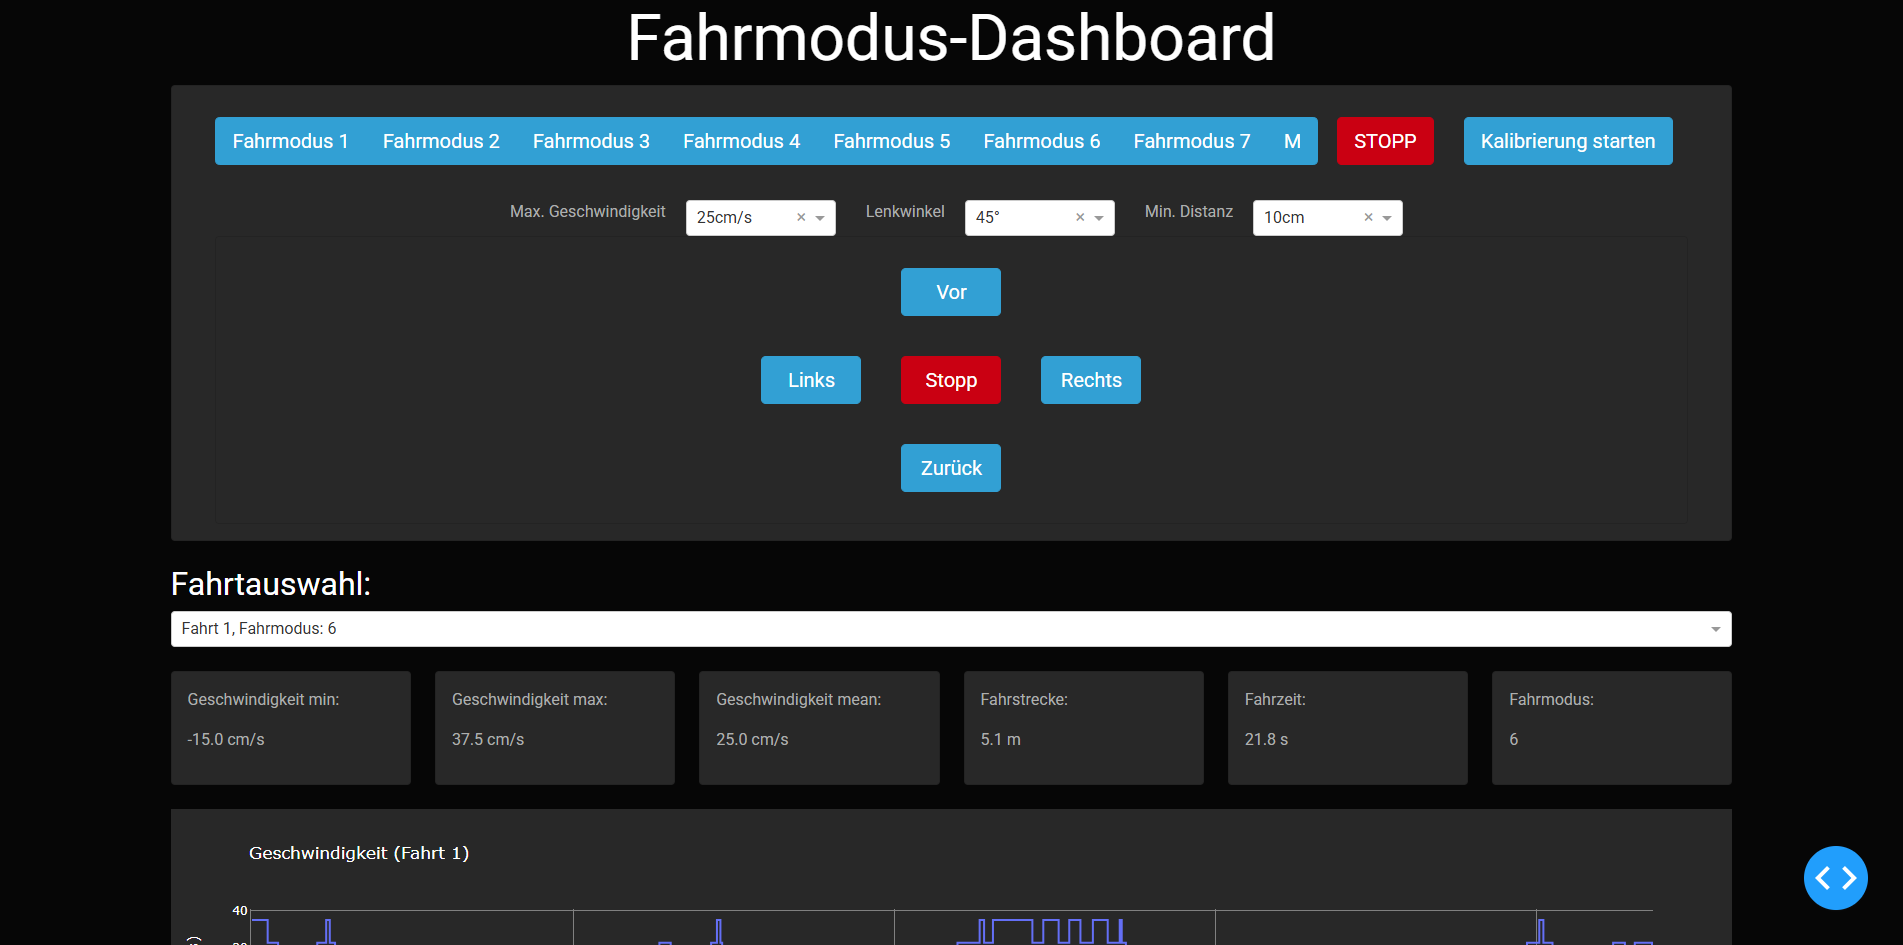 Fahrmodus-Dashboard
Fahrmodus 1 Fahrmodus 2 Fahrmodus 3 Fahrmodus 4 Fahrmodus 5 Fahrmodus 6 Fahrmodus 7 M STOPP Kalibrierung starten
Max. Geschwindigkeit 25cm/s × Lenkwinkel 45° × Min. Distanz 10cm ×
Vor
Links Stopp Rechts
Zurück
Fahrtauswahl:
Fahrt 1, Fahrmodus: 6
Geschwindigkeit min: Geschwindigkeit max: Geschwindigkeit mean: Fahrstrecke: Fahrzeit: Fahrmodus:
-15.0 cm/s 37.5 cm/s 25.0 cm/s 5.1 m 21.8 s 6
Geschwindigkeit (Fahrt 1)
40